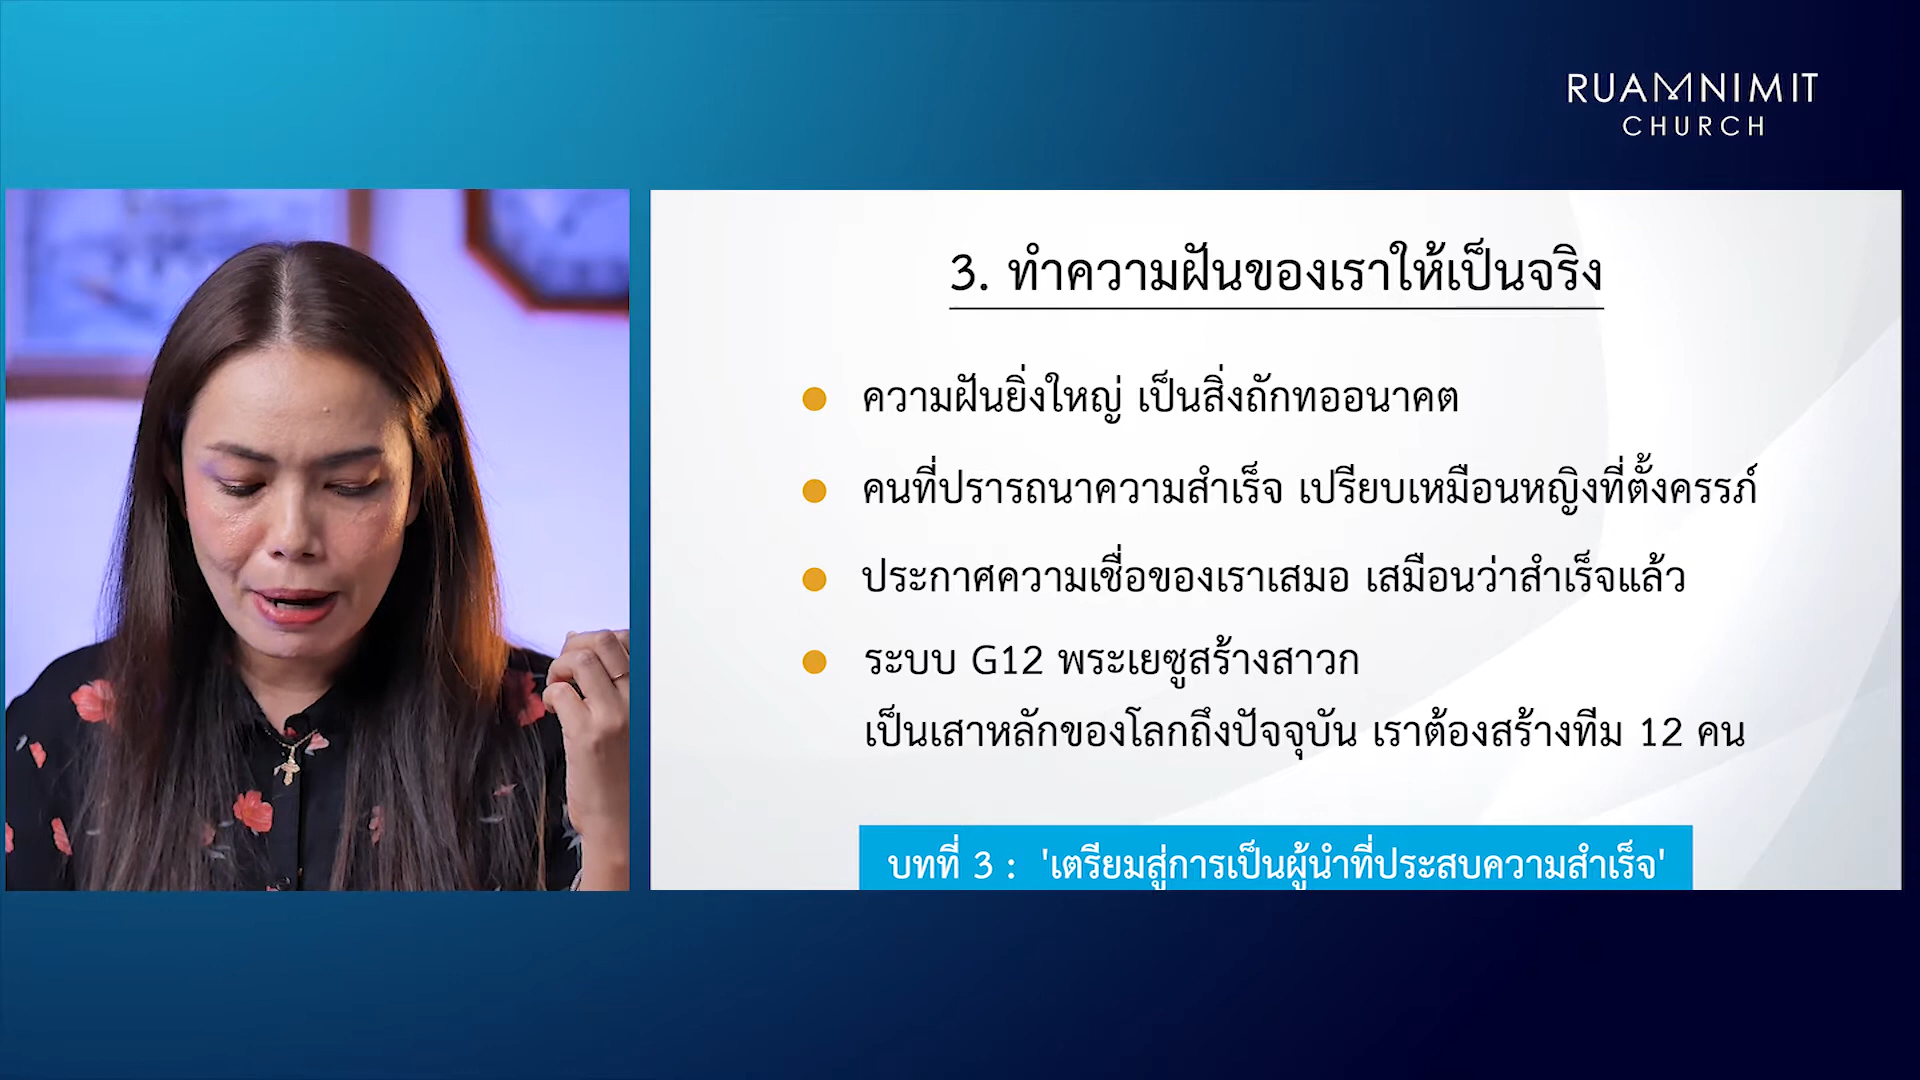 RUAMNIMIT
CHURCH
3. ทำความฝันของเราให้เป็นจริง
ความฝันยิ่งใหญ่ เป็นสิ่งถักทออนาคต
คนที่ปรารถนาความสำเร็จ เปรียบเหมือนหญิงที่ตั้งครรภ์
ประกาศความเชื่อของเราเสมอ เสมือนว่าสำเร็จแล้ว
ระบบ G12 พระเยซูสร้างสาวก
เป็นเสาหลักของโลกถึงปัจจุบัน เราต้องสร้างทีม 12 คน
บทที่ 3 : 'เตรียมสู่การเป็นผู้นำที่ประสบความสำเร็จ'